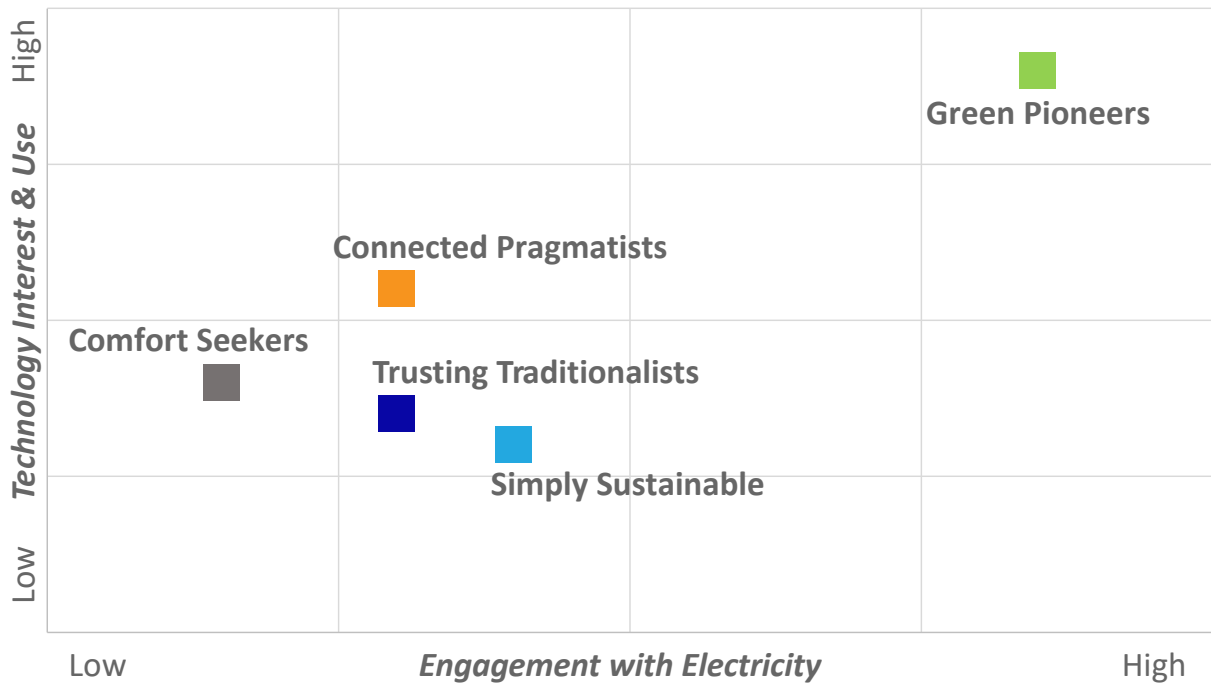 High
Green Pioneers
Technology Interest & Use
Connected Pragmatists
Comfort Seekers
Trusting Traditionalists
Simply Sustainable
Low
Low
Engagement with Electricity
High